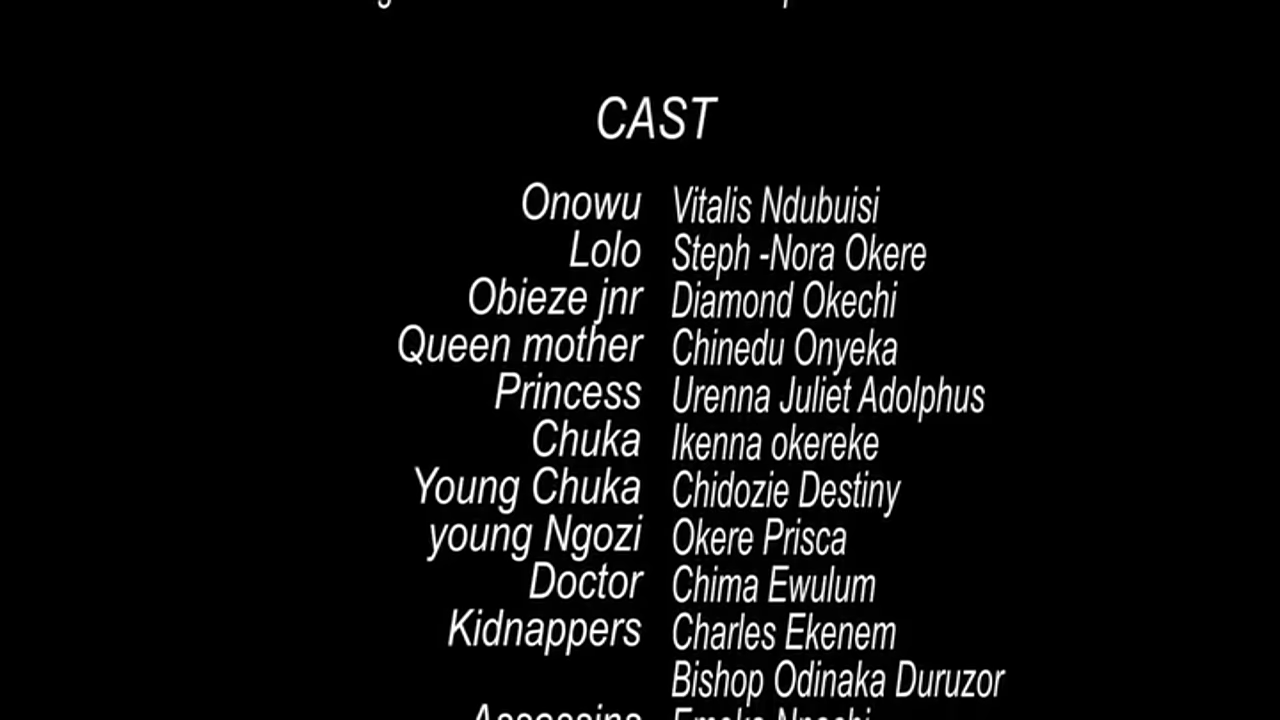 CAST
Onowu Vitalis Ndubuisi
Lolo Steph -Nora Okere
Obieze jnr Diamond Okechi
Queen mother Chinedu Onyeka
Princess Urenna Juliet Adolphus
Chuka Ikenna okereke
Young Chuka Chidozie Destiny
young Ngozi Okere Prisca
Doctor Chima Ewulum
Kidnappers Charles Ekenem
Bishop Odinaka Duruzor
Assassins